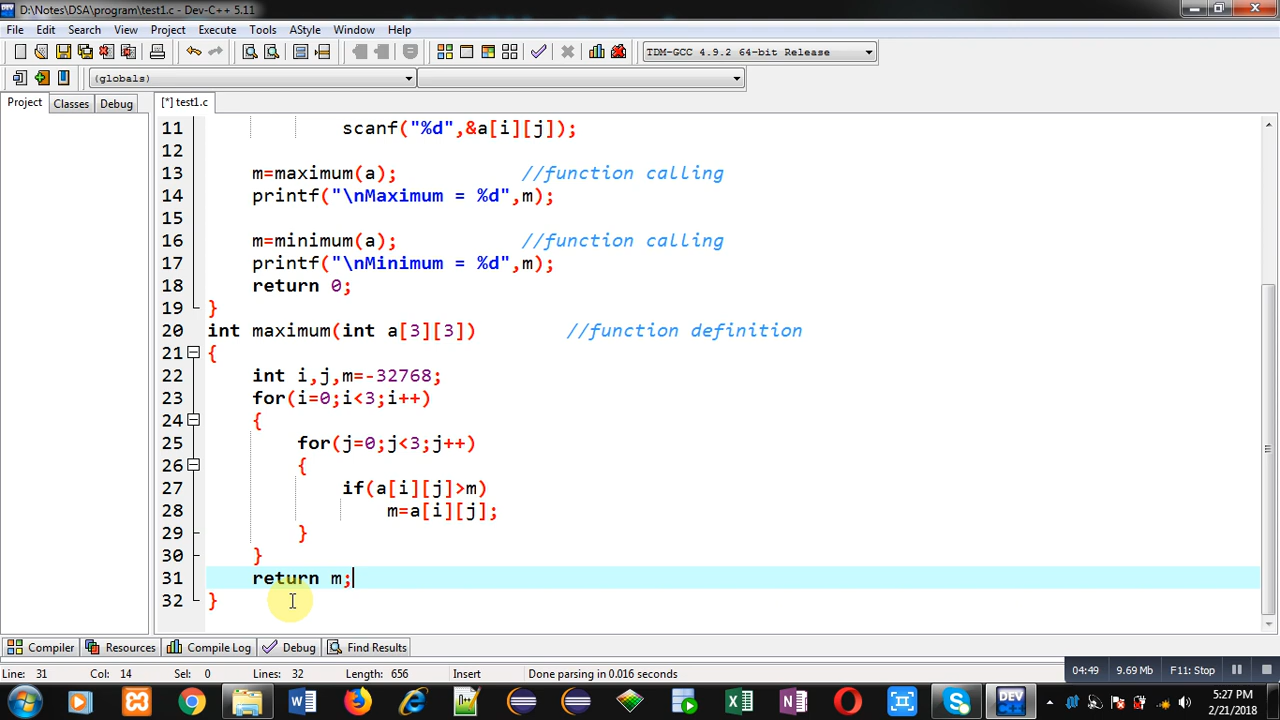 D:\Notes\DSA\program\test1.c - Dev-C++ 5.11
File Edit Search View Project Execute Tools AStyle Window Help
TDM-GCC 4.9.2 64-bit Release
(globals)
Project Classes Debug [*] test1.c
11 scanf("%d",&a[i][j]);
12
13 m=maximum(a); //function calling
14 printf("\nMaximum = %d",m);
15
16 m=minimum(a); //function calling
17 printf("\nMinimum = %d",m);
18 return 0;
19 }
20 int maximum(int a[3][3]) //function definition
21 {
22 int i,j,m=-32768;
23 for(i=0;i<3;i++)
24 {
25 for(j=0;j<3;j++)
26 {
27 if(a[i][j]>m)
28 m=a[i][j];
29 }
30 }
31 return m;
32 }
Compiler Resources Compile Log Debug Find Results
Line: 31 Col: 14 Sel: 0 Lines: 32 Length: 656 Insert Done parsing in 0.016 seconds
04:49 9.69 Mb F11: Stop
5:27 PM
2/21/2018